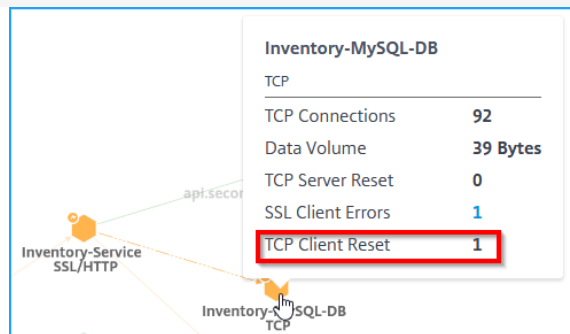 Inventory-MySQL-DB
TCP
TCP Connections 92
Data Volume 39 Bytes
TCP Server Reset 0
SSL Client Errors 1
TCP Client Reset 1
Inventory-Service
SSL/HTTP
TCP